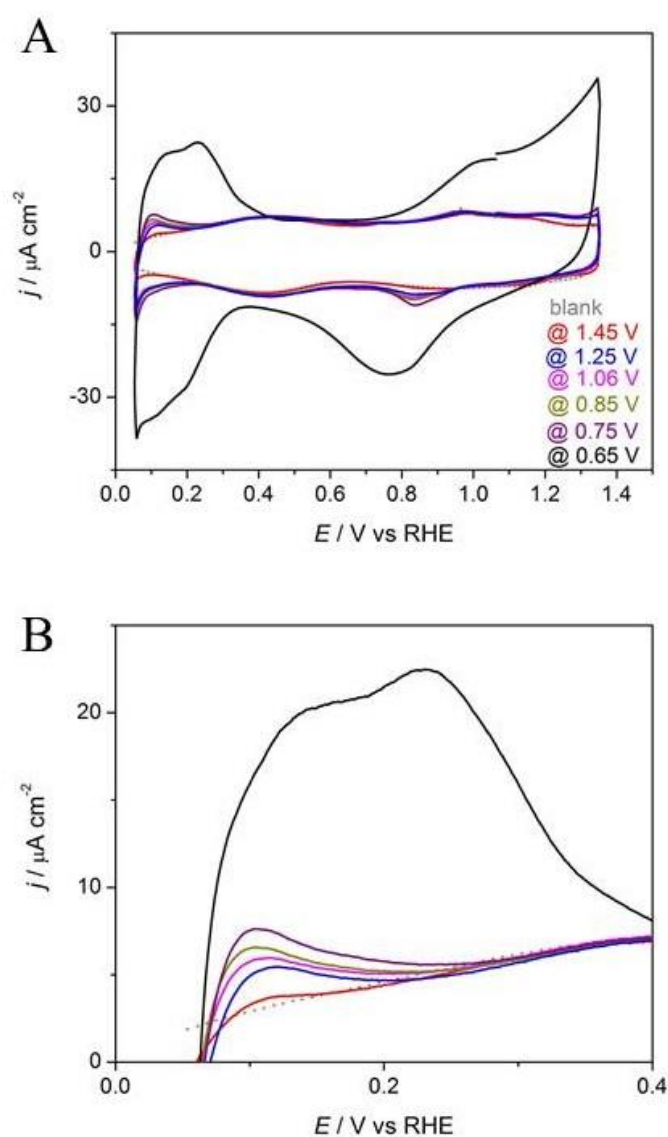 A
30
0
-30
j / μA cm⁻²
blank
@ 1.45 V
@ 1.25 V
@ 1.06 V
@ 0.85 V
@ 0.75 V
@ 0.65 V
0.0 0.2 0.4 0.6 0.8 1.0 1.2 1.4
E / V vs RHE
B
20
10
0
j / μA cm⁻²
0.0 0.2 0.4
E / V vs RHE